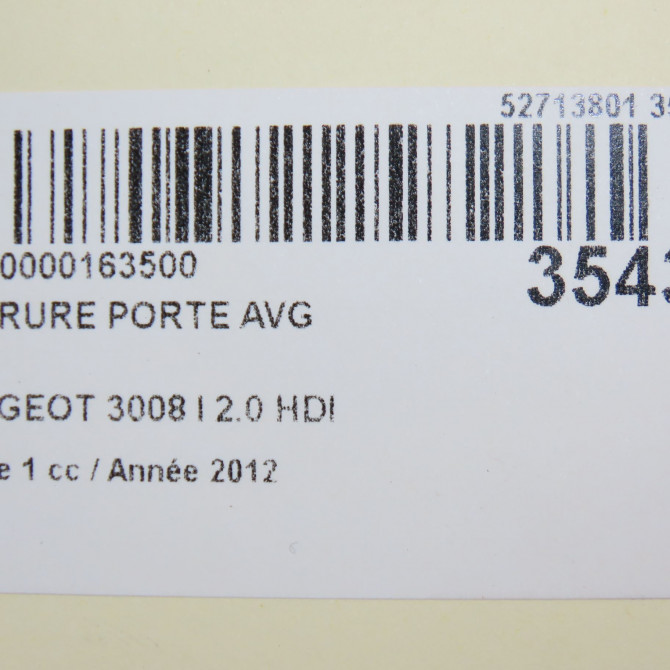 52713801 3
0000163500
3543
RURE PORTE AVG
GEOT 3008 I 2.0 HDI
e 1 cc / Année 2012